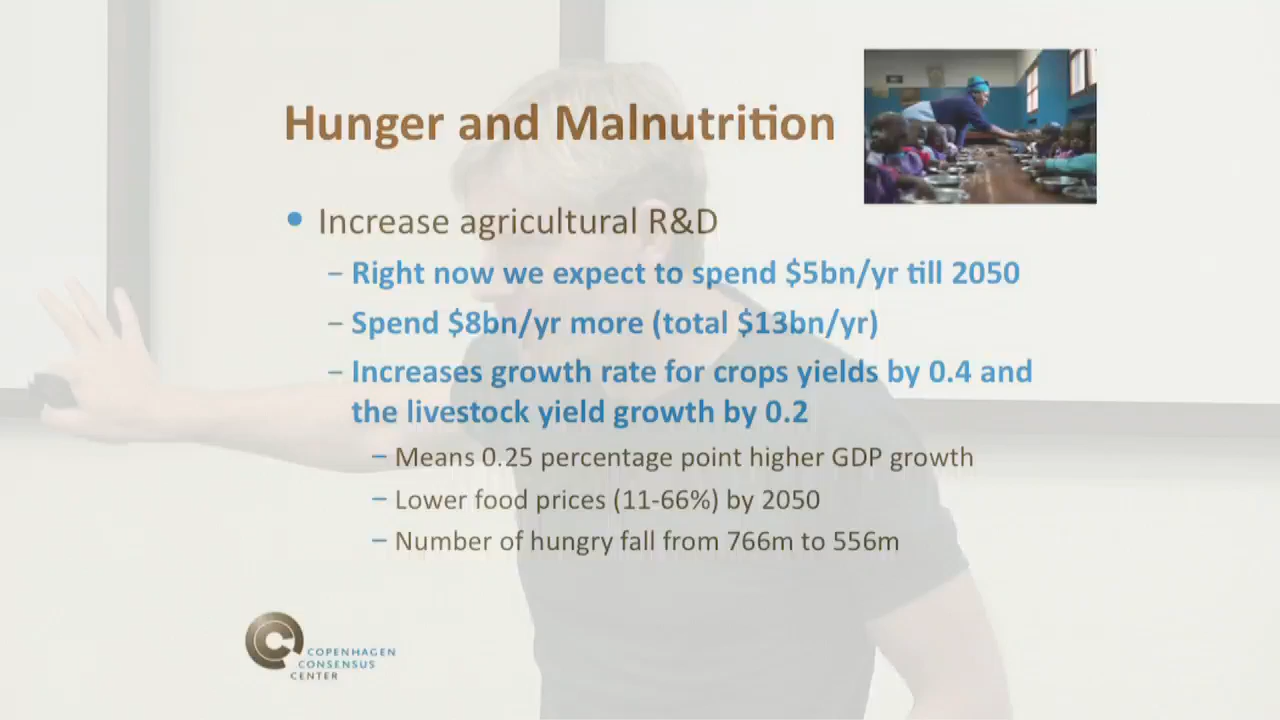 Hunger and Malnutrition
• Increase agricultural R&D
– Right now we expect to spend $5bn/yr till 2050
– Spend $8bn/yr more (total $13bn/yr)
– Increases growth rate for crops yields by 0.4 and
the livestock yield growth by 0.2
– Means 0.25 percentage point higher GDP growth
– Lower food prices (11-66%) by 2050
– Number of hungry fall from 766m to 556m
COPENHAGEN
CONSENSUS
CENTER